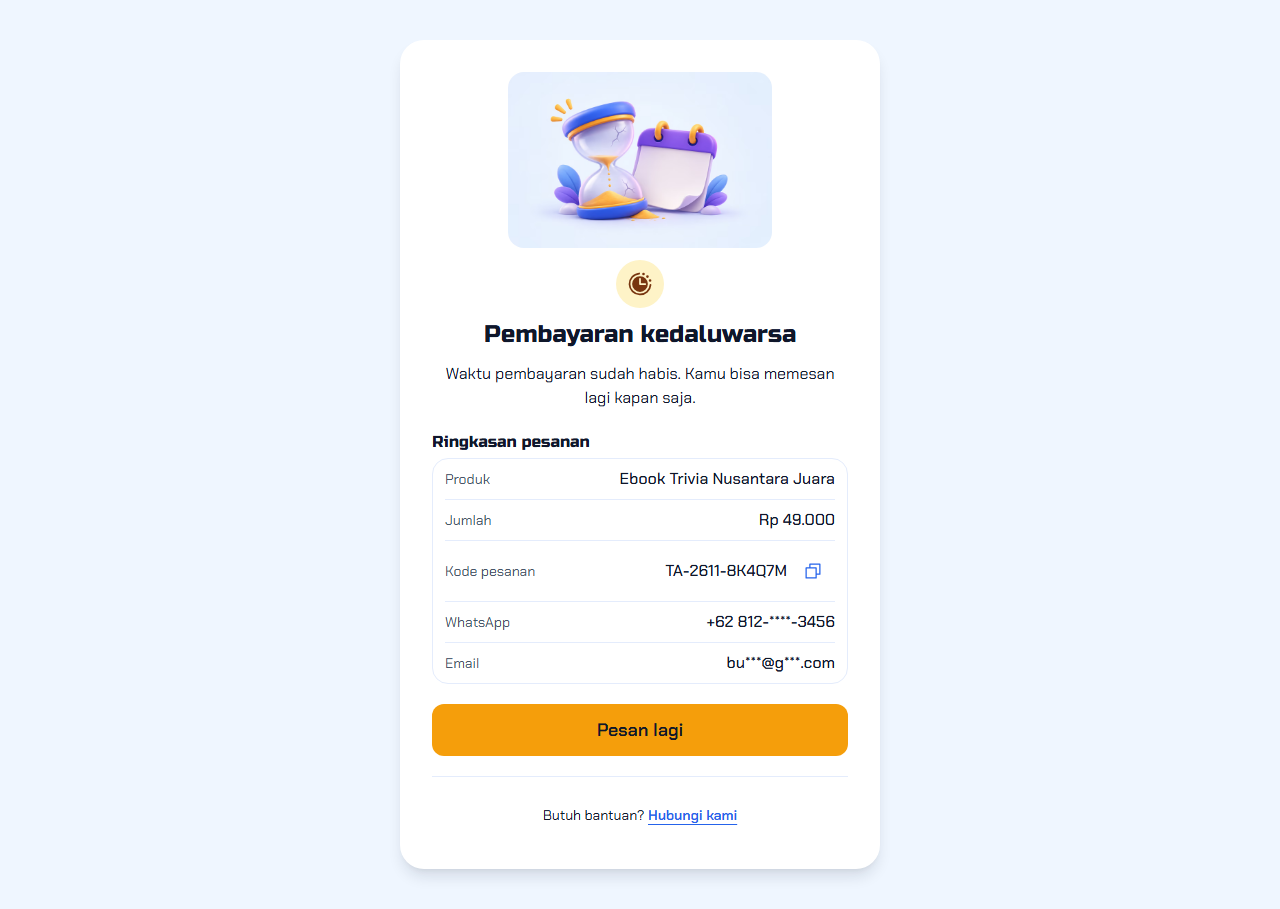 Pembayaran kedaluwarsa
Waktu pembayaran sudah habis. Kamu bisa memesan
lagi kapan saja.
Ringkasan pesanan
Produk Ebook Trivia Nusantara Juara
Jumlah Rp 49.000
Kode pesanan TA-2611-8K4Q7M
WhatsApp +62 812-****-3456
Email bu***@g***.com
Pesan lagi
Butuh bantuan? Hubungi kami